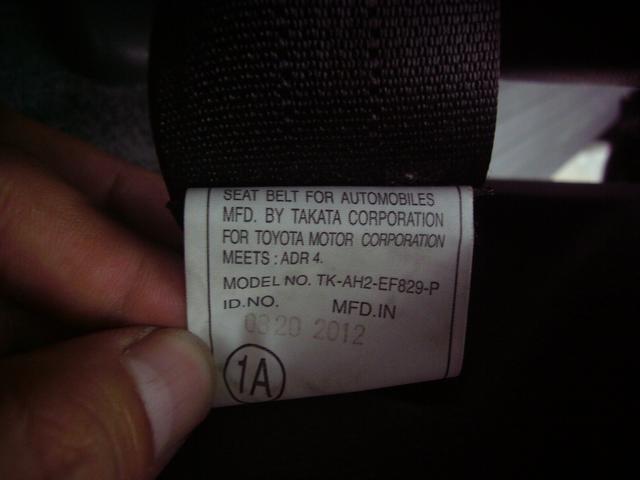 SEAT BELT FOR AUTOMOBILES
MFD. BY TAKATA CORPORATION
FOR TOYOTA MOTOR CORPORATION
MEETS : ADR 4.
MODEL NO. TK-AH2-EF829-P
ID.NO. MFD.IN
0320 2012
1A